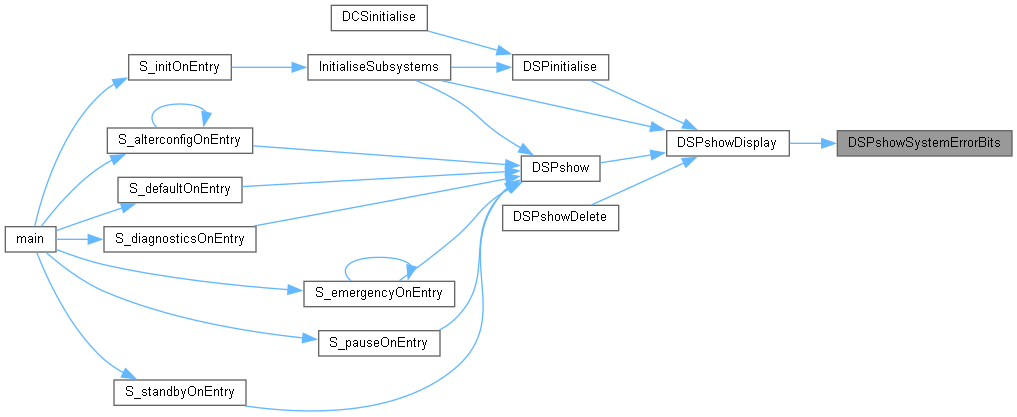 DCSinitialise
S_initOnEntry
InitialiseSubsystems
DSPinitialise
S_alterconfigOnEntry
DSPshowDisplay
DSPshowSystemErrorBits
DSPshow
S_defaultOnEntry
DSPshowDelete
main
S_diagnosticsOnEntry
S_emergencyOnEntry
S_pauseOnEntry
S_standbyOnEntry